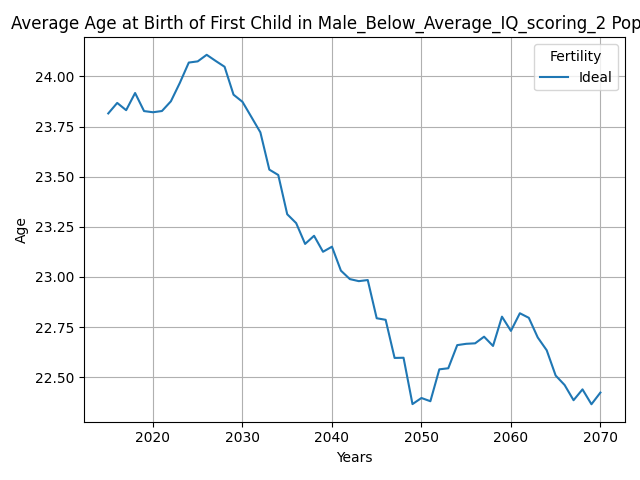 Average Age at Birth of First Child in Male_Below_Average_IQ_scoring_2 Pop
Fertility
Ideal
24.00
23.75
23.50
23.25
23.00
22.75
22.50
Age
2020 2030 2040 2050 2060 2070
Years